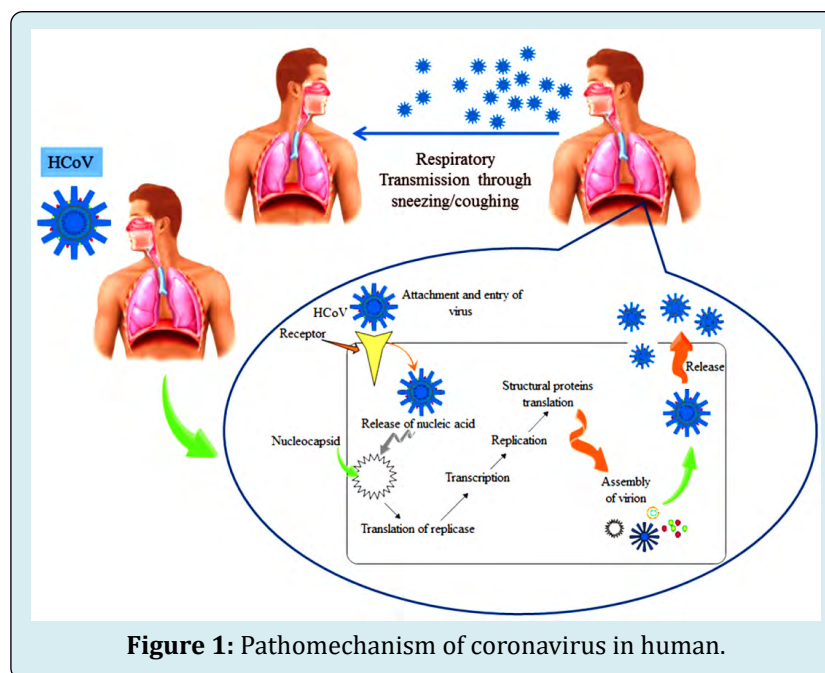 HCoV
Respiratory
Transmission through
sneezing/coughing
HCoV
Attachment and entry of
virus
Receptor
Release of nucleic acid
Nucleocapsid
Translation of replicase
Transcription
Replication
Structural proteins
translation
Assembly
of virion
Release
Figure 1: Pathomechanism of coronavirus in human.